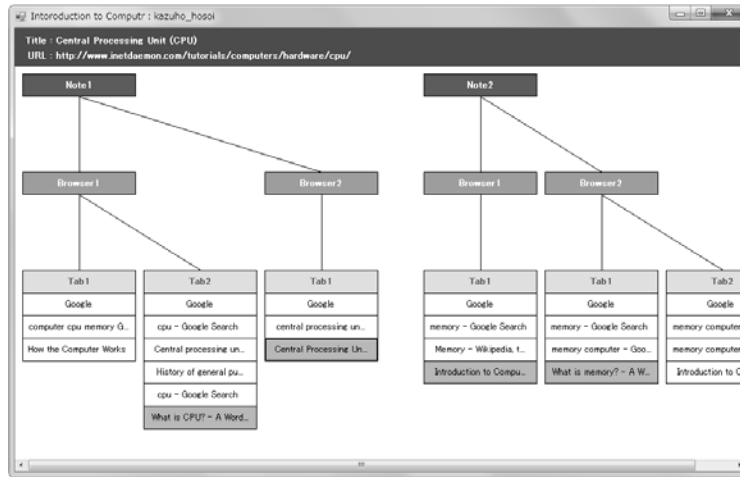 Intoroduction to Computr : kazuho_hosoi
Title : Central Processing Unit (CPU)
URL : http://www.inetdaemon.com/tutorials/computers/hardware/cpu/
Note1
Note2
Browser1
Browser2
Browser1
Browser2
Tab1
Tab2
Tab1
Tab1
Tab1
Tab2
Google
Google
Google
Google
Google
Google
computer cpu memory G...
cpu - Google Search
central processing un...
memory - Google Search
memory - Google Search
memory computer
How the Computer Works
Central processing un...
Central Processing Un...
Memory - Wikipedia, t...
memory computer - Goo...
memory computer
History of general pu...
Introduction to Compu...
What is memory? - A W...
Introduction to C
cpu - Google Search
What is CPU? - A Word...